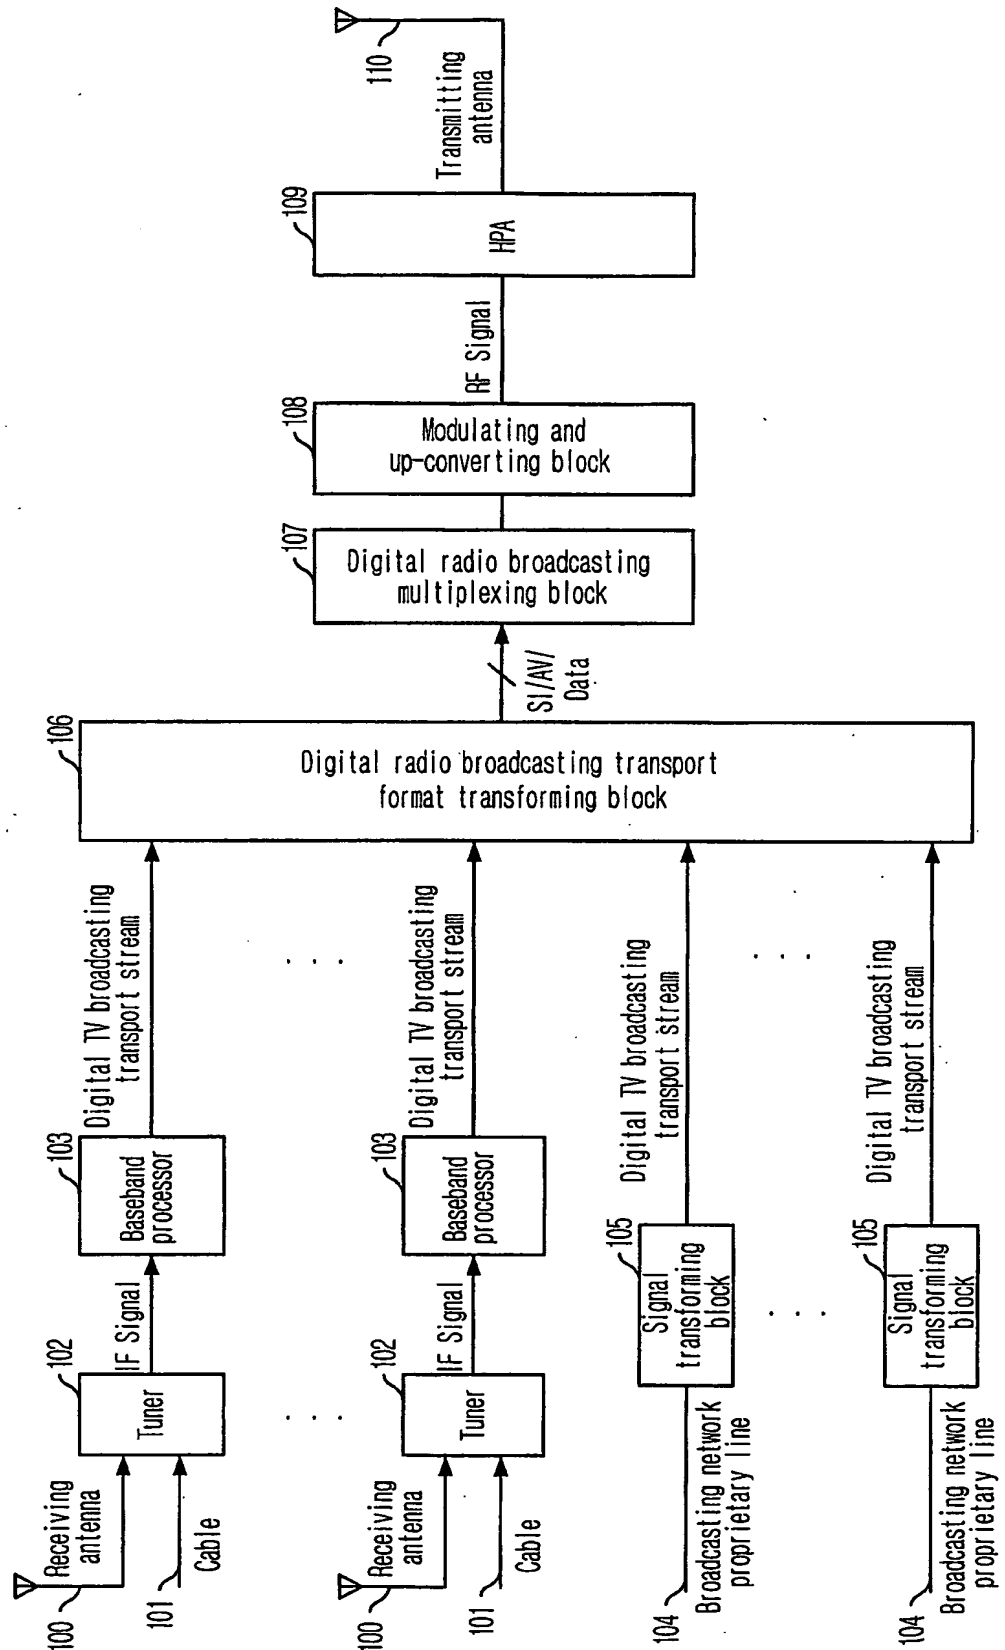 100
Receiving
antenna
101
Cable
102
Tuner
IF Signal
103
Baseband
processor
Digital TV broadcasting
transport stream
. . .
. . .
100
Receiving
antenna
101
Cable
102
Tuner
IF Signal
103
Baseband
processor
Digital TV broadcasting
transport stream
104
Broadcasting network
proprietary line
105
Signal
transforming
block
Digital TV broadcasting
transport stream
. . .
. . .
104
Broadcasting network
proprietary line
105
Signal
transforming
block
Digital TV broadcasting
transport stream
106
Digital radio broadcasting transport
format transforming block
SI/AV/
Data
107
Digital radio broadcasting
multiplexing block
108
Modulating and
up-converting block
RF Signal
109
HPA
Transmitting
antenna
110